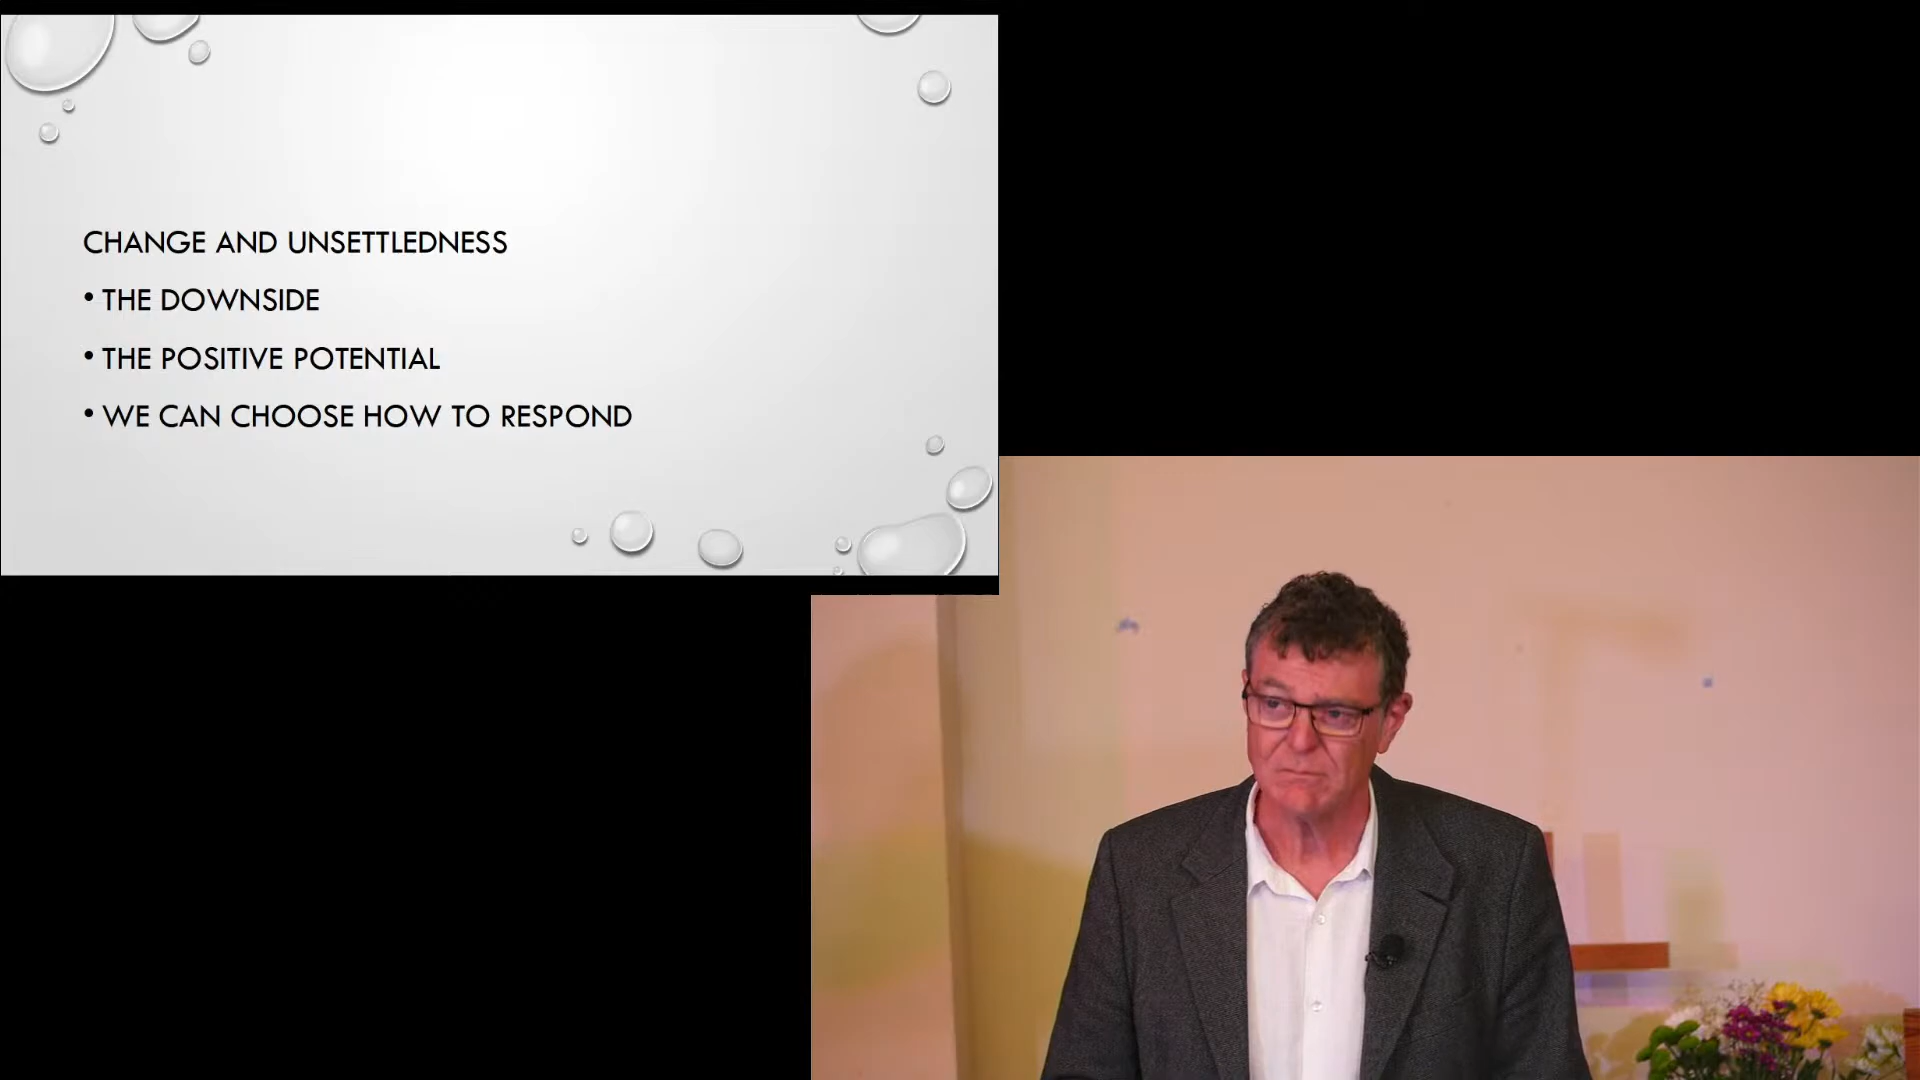 CHANGE AND UNSETTLEDNESS
• THE DOWNSIDE
• THE POSITIVE POTENTIAL
• WE CAN CHOOSE HOW TO RESPOND